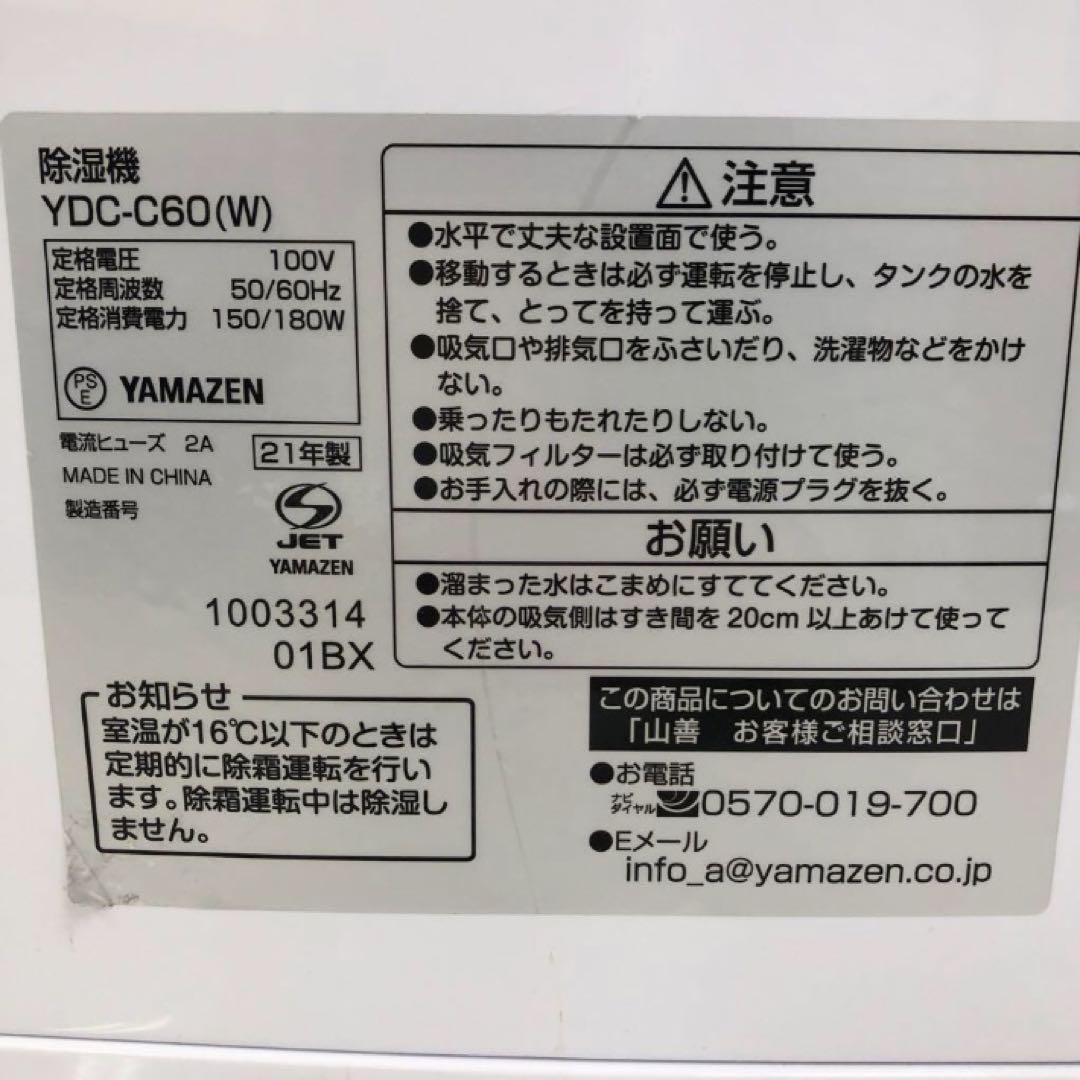 除湿機
YDC-C60(W)
定格電圧 100V
定格周波数 50/60Hz
定格消費電力 150/180W
PS
E
YAMAZEN
電流ヒューズ 2A
21年製
MADE IN CHINA
製造番号
JET
YAMAZEN
1003314
01BX
注意
●水平で丈夫な設置面で使う。
●移動するときは必ず運転を停止し、タンクの水を
捨て、とってを持って運ぶ。
●吸気口や排気口をふさいだり、洗濯物などをかけ
ない。
●乗ったりもたれたりしない。
●吸気フィルターは必ず取り付けて使う。
●お手入れの際には、必ず電源プラグを抜く。
お願い
●溜まった水はこまめにすててください。
●本体の吸気側はすき間を20cm以上あけて使って
ください。
お知らせ
室温が16℃以下のときは
定期的に除霜運転を行い
ます。除霜運転中は除湿し
ません。
この商品についてのお問い合わせは
「山善 お客様ご相談窓口」
●お電話
ナビ
ダイヤル
0570-019-700
●Eメール
info_a@yamazen.co.jp